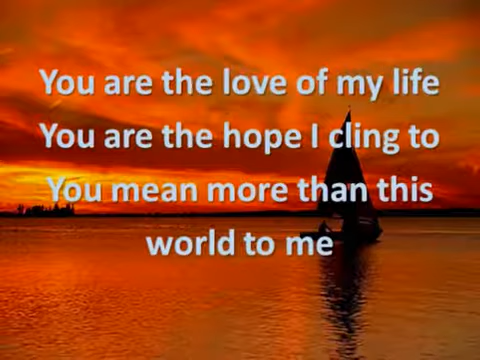 You are the love of my life
You are the hope I cling to
You mean more than this
world to me